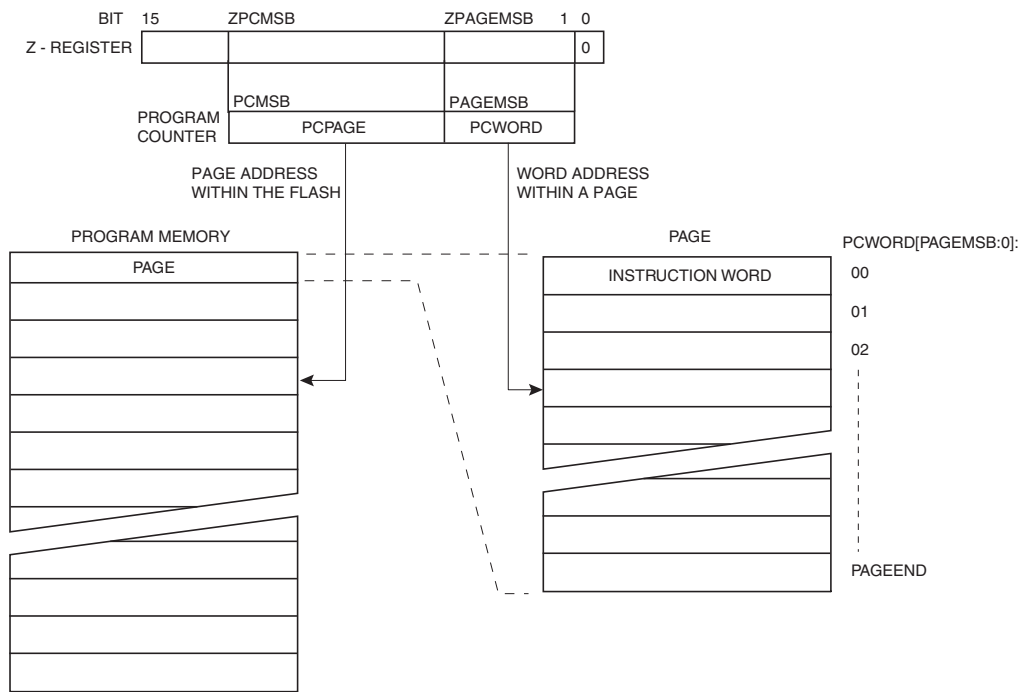 BIT 15 ZPCMSB ZPAGEMSB 1 0
Z - REGISTER 0
PCMSB PAGEMSB
PROGRAM
COUNTER
PCPAGE PCWORD
PAGE ADDRESS
WITHIN THE FLASH
WORD ADDRESS
WITHIN A PAGE
PROGRAM MEMORY
PAGE
PAGE
PCWORD[PAGEMSB:0]:
INSTRUCTION WORD
00
01
02
PAGEEND